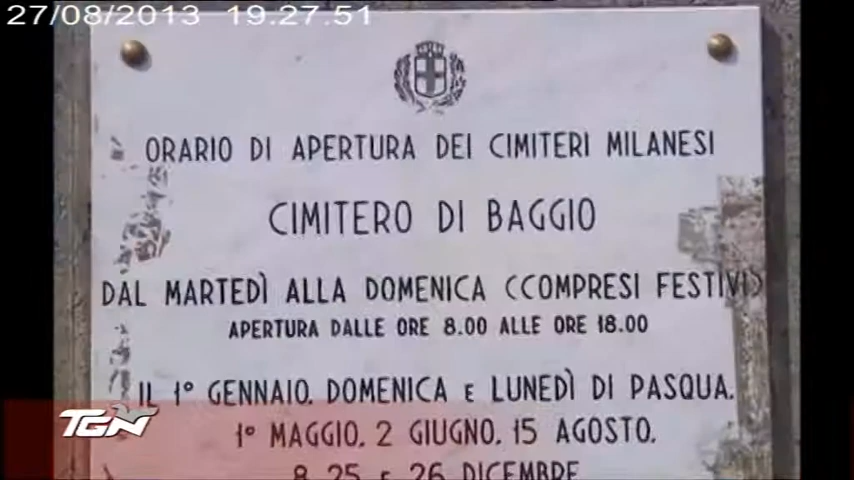 27/08/2013 19.27.51
ORARIO DI APERTURA DEI CIMITERI MILANESI
CIMITERO DI BAGGIO
DAL MARTEDÌ ALLA DOMENICA (COMPRESI FESTIVI)
APERTURA DALLE ORE 8.00 ALLE ORE 18.00
IL 1° GENNAIO, DOMENICA E LUNEDÌ DI PASQUA,
1° MAGGIO, 2 GIUGNO, 15 AGOSTO,
8, 25 E 26 DICEMBRE
TGN